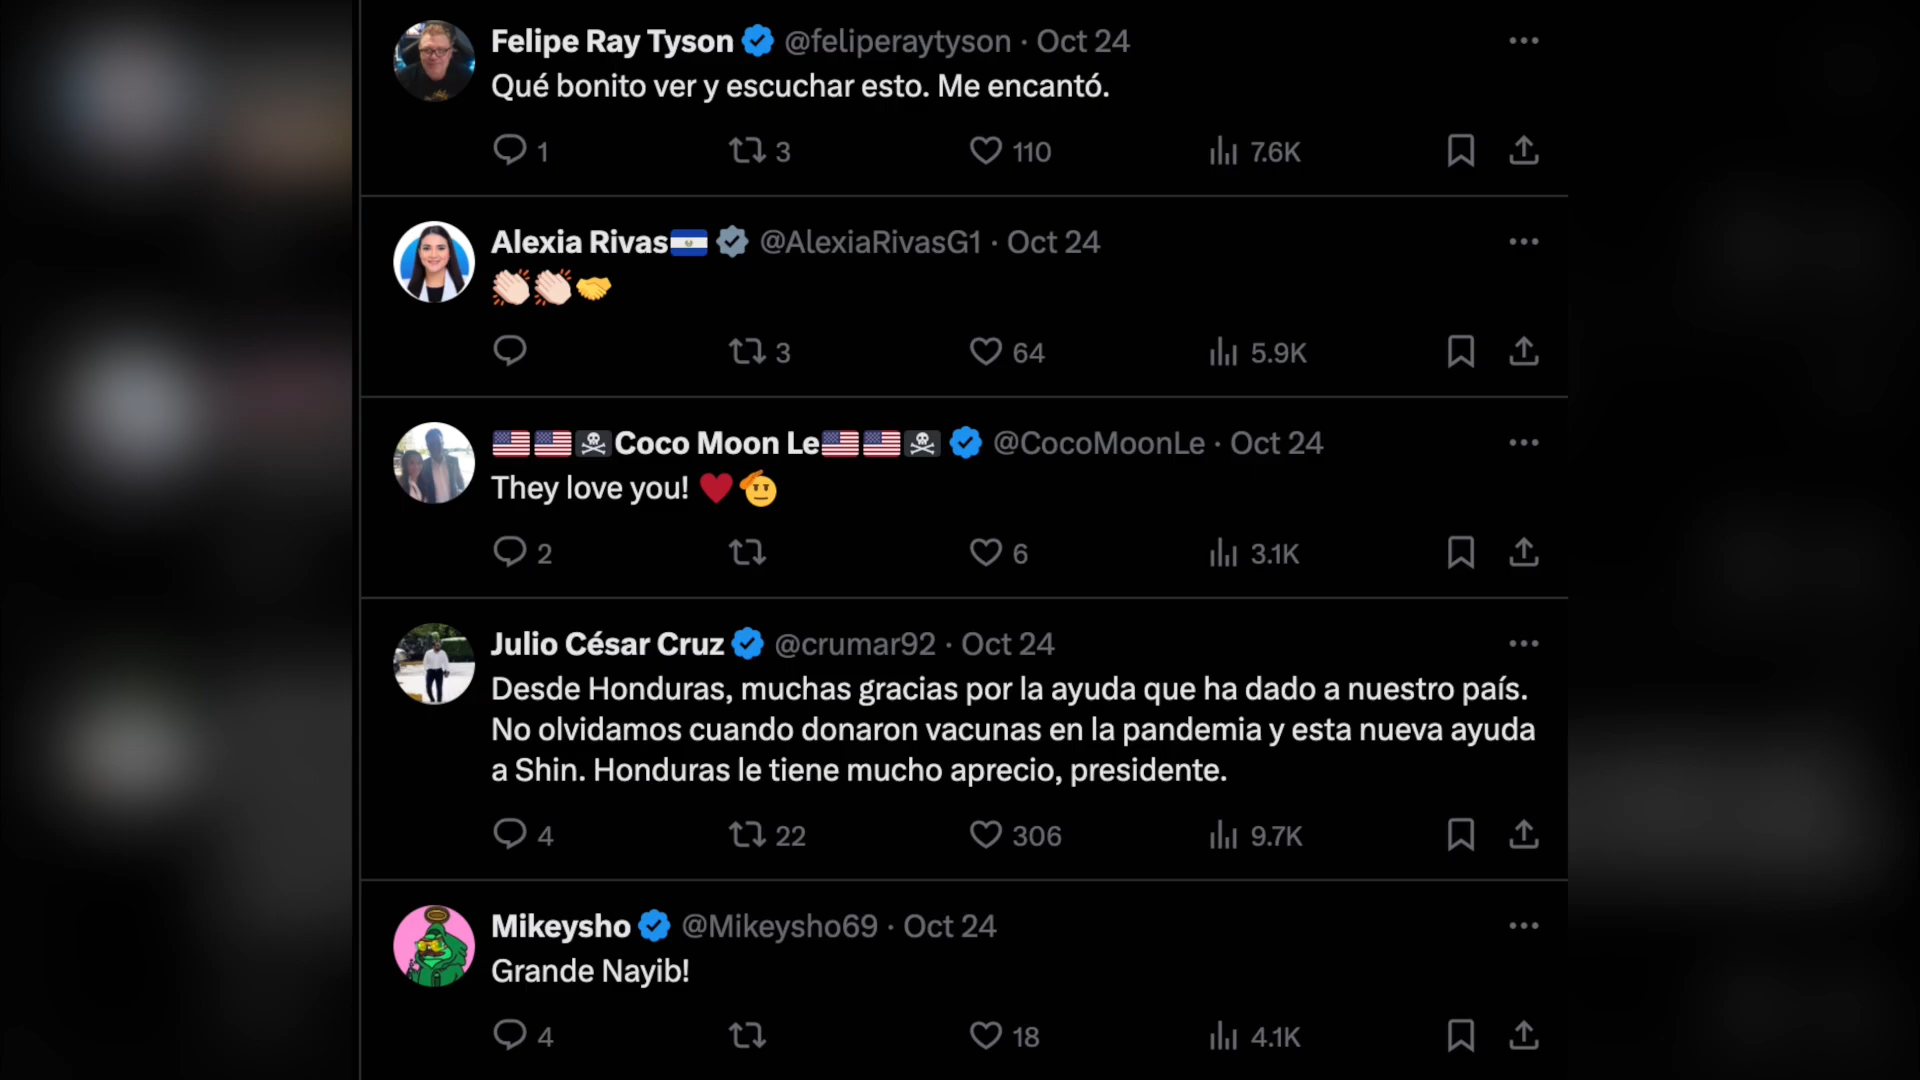 Felipe Ray Tyson @feliperaytyson · Oct 24
Qué bonito ver y escuchar esto. Me encantó.
1 3 110 7.6K
Alexia Rivas🇸🇻 @AlexiaRivasG1 · Oct 24
👏🏻👏🏻🤝
3 64 5.9K
🇺🇸🇺🇸🏴‍☠️Coco Moon Le🇺🇸🇺🇸🏴‍☠️ @CocoMoonLe · Oct 24
They love you! ♥️🫡
2 6 3.1K
Julio César Cruz @crumar92 · Oct 24
Desde Honduras, muchas gracias por la ayuda que ha dado a nuestro país.
No olvidamos cuando donaron vacunas en la pandemia y esta nueva ayuda
a Shin. Honduras le tiene mucho aprecio, presidente.
4 22 306 9.7K
Mikeysho @Mikeysho69 · Oct 24
Grande Nayib!
4 18 4.1K